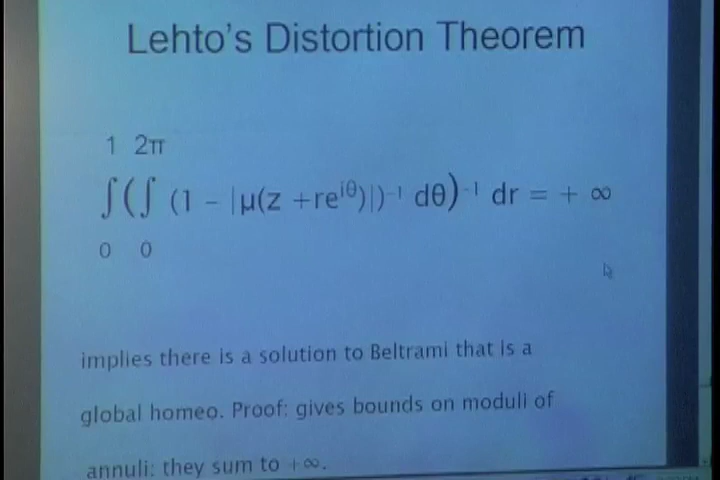 Lehto's Distortion Theorem
1 2π
∫(∫ (1 - |μ(z +re^{iθ})|)^{-1} dθ)^{-1} dr = + ∞
0 0
implies there is a solution to Beltrami that is a
global homeo. Proof: gives bounds on moduli of
annuli: they sum to +∞.